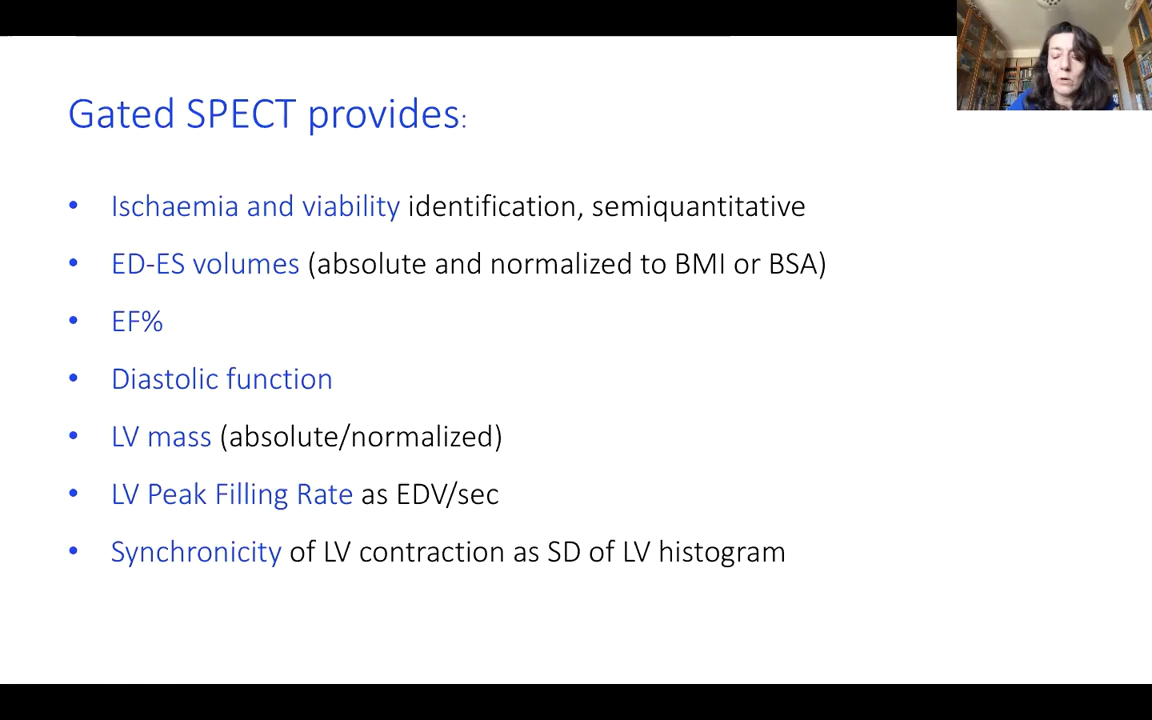 Gated SPECT provides:
• Ischaemia and viability identification, semiquantitative
• ED-ES volumes (absolute and normalized to BMI or BSA)
• EF%
• Diastolic function
• LV mass (absolute/normalized)
• LV Peak Filling Rate as EDV/sec
• Synchronicity of LV contraction as SD of LV histogram